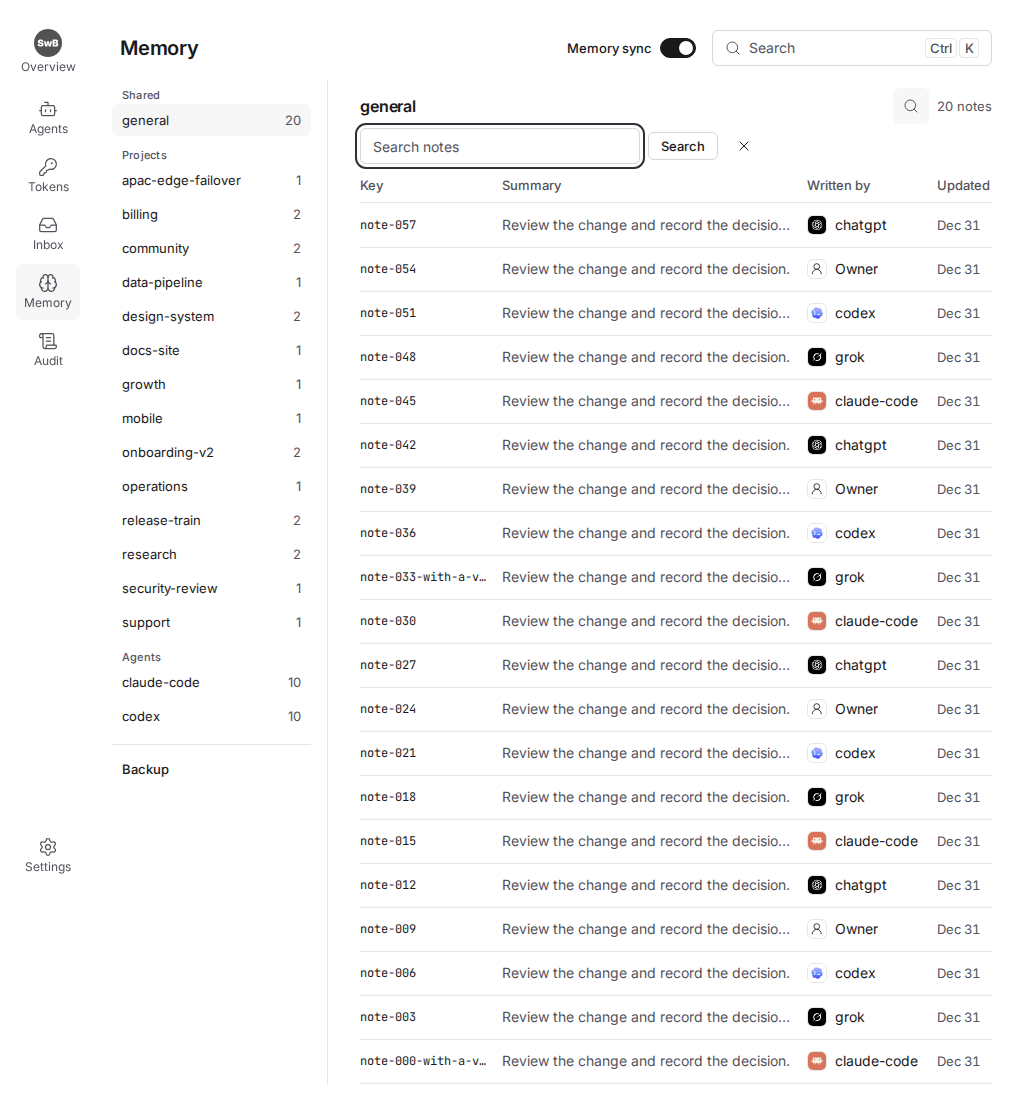 SwB
Overview
Agents
Tokens
Inbox
Memory
Audit
Settings
Memory
Memory sync
Search
Ctrl K
Shared
general 20
Projects
apac-edge-failover 1
billing 2
community 2
data-pipeline 1
design-system 2
docs-site 1
growth 1
mobile 1
onboarding-v2 2
operations 1
release-train 2
research 2
security-review 1
support 1
Agents
claude-code 10
codex 10
Backup
general
20 notes
Search notes
Search
Key Summary Written by Updated
note-057 Review the change and record the decisio... chatgpt Dec 31
note-054 Review the change and record the decision. Owner Dec 31
note-051 Review the change and record the decisio... codex Dec 31
note-048 Review the change and record the decision. grok Dec 31
note-045 Review the change and record the decisio... claude-code Dec 31
note-042 Review the change and record the decision. chatgpt Dec 31
note-039 Review the change and record the decisio... Owner Dec 31
note-036 Review the change and record the decision. codex Dec 31
note-033-with-a-v… Review the change and record the decisio... grok Dec 31
note-030 Review the change and record the decision. claude-code Dec 31
note-027 Review the change and record the decisio... chatgpt Dec 31
note-024 Review the change and record the decision. Owner Dec 31
note-021 Review the change and record the decisio... codex Dec 31
note-018 Review the change and record the decision. grok Dec 31
note-015 Review the change and record the decisio... claude-code Dec 31
note-012 Review the change and record the decision. chatgpt Dec 31
note-009 Review the change and record the decisio... Owner Dec 31
note-006 Review the change and record the decision. codex Dec 31
note-003 Review the change and record the decisio... grok Dec 31
note-000-with-a-v… Review the change and record the decision. claude-code Dec 31